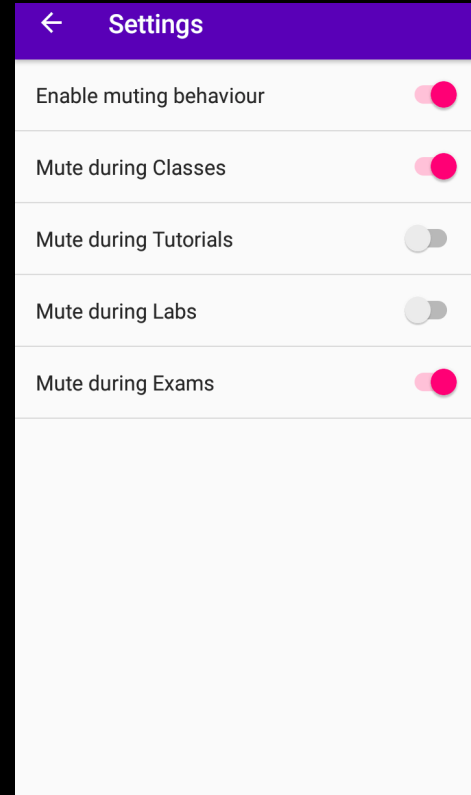 Settings
Enable muting behaviour
Mute during Classes
Mute during Tutorials
Mute during Labs
Mute during Exams